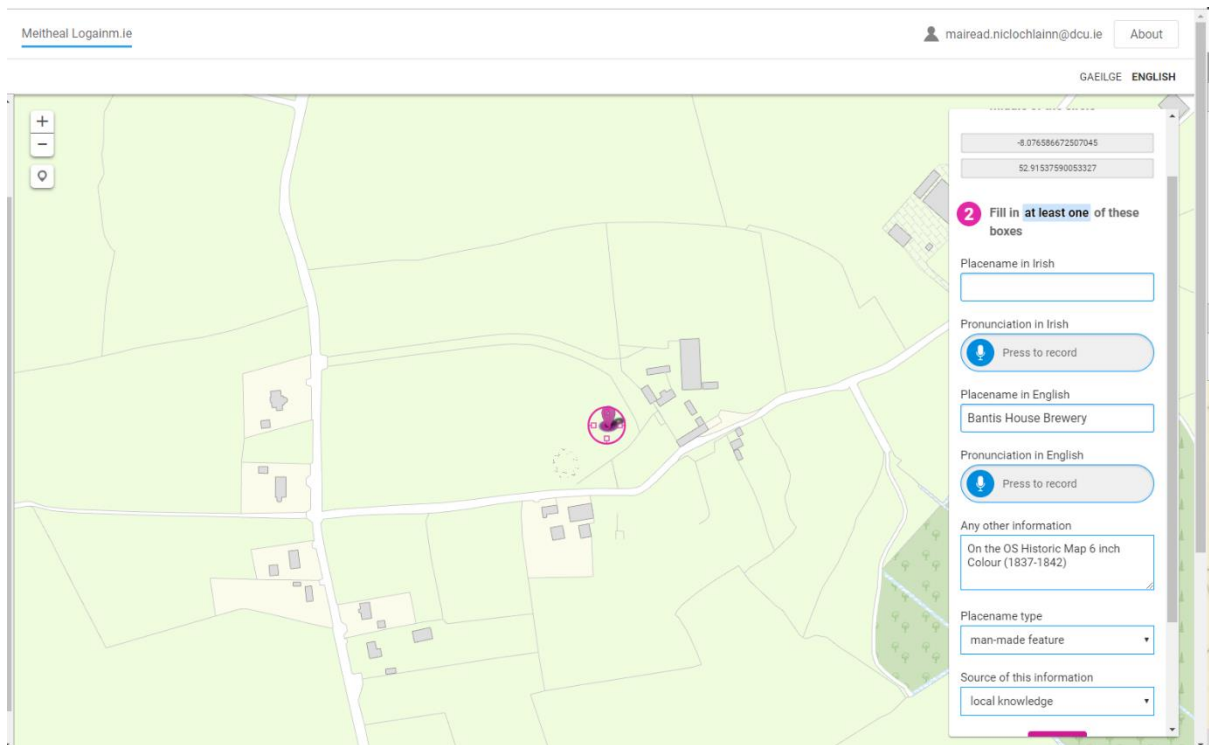 Meitheal Logainm.ie
mairead.niclochlainn@dcu.ie
About
GAEILGE ENGLISH
+
−
-8.076586672507045
52.91537590053327
2 Fill in at least one of these
boxes
Placename in Irish
Pronunciation in Irish
Press to record
Placename in English
Bantis House Brewery
Pronunciation in English
Press to record
Any other information
On the OS Historic Map 6 inch
Colour (1837-1842)
Placename type
man-made feature
Source of this information
local knowledge